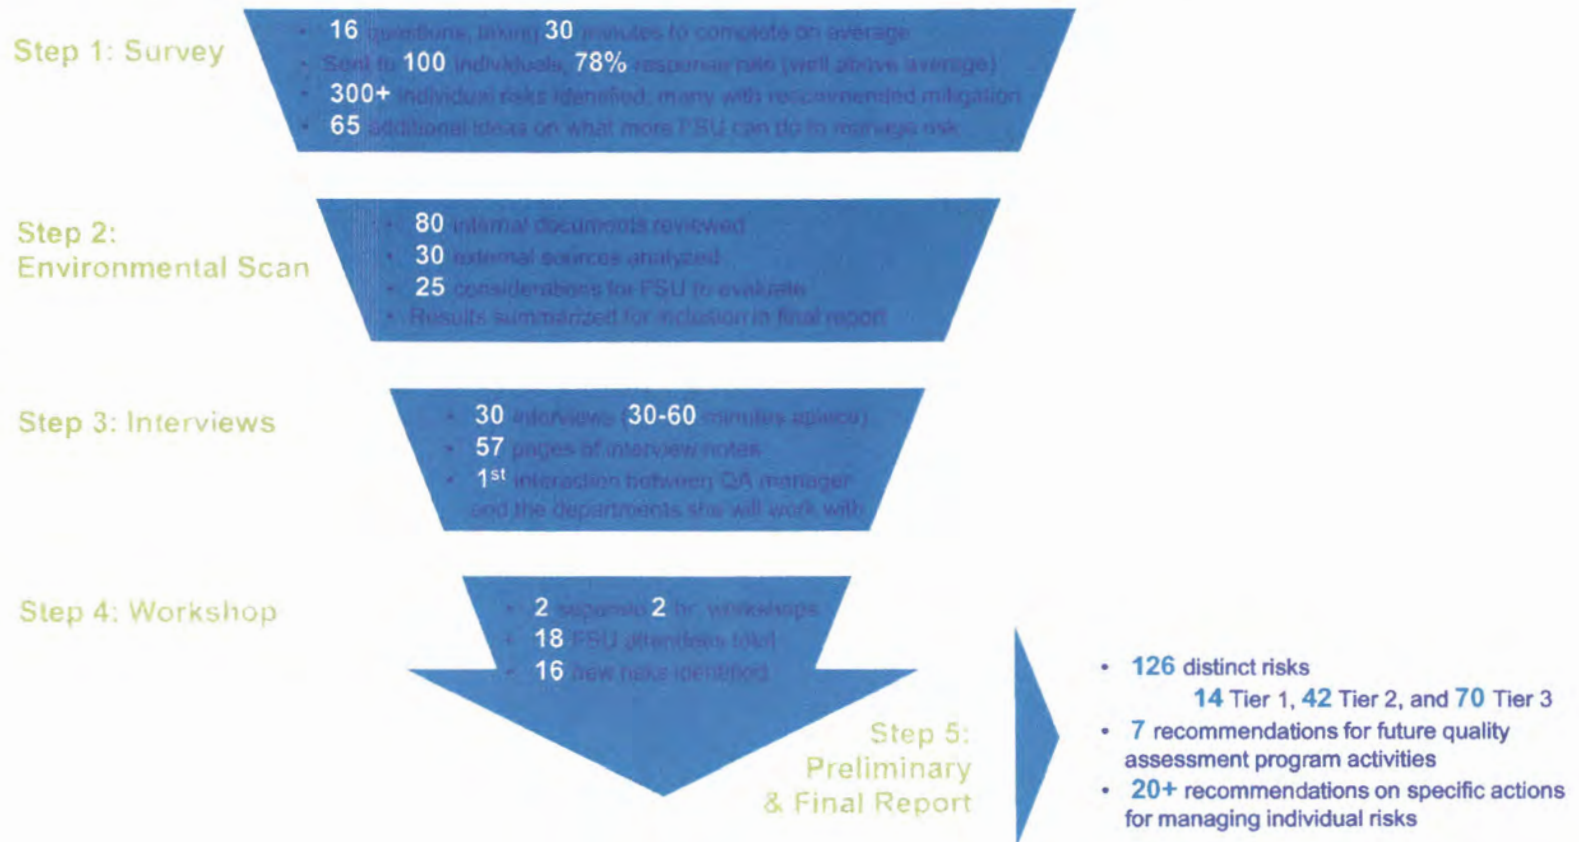 Step 1: Survey
• 16 questions, taking 30 minutes to complete on average
• Sent to 100 individuals, 78% response rate (well above average)
• 300+ individual risks identified, many with recommended mitigation
• 65 additional ideas on what more FSU can do to manage risk
Step 2:
Environmental Scan
• 80 internal documents reviewed
• 30 external sources analyzed
• 25 considerations for FSU to evaluate
• Results summarized for inclusion in final report
Step 3: Interviews
• 30 interviews (30-60 minutes apiece)
• 57 pages of interview notes
• 1st interaction between QA manager
and the departments she will work with
Step 4: Workshop
• 2 separate 2 hr. workshops
• 18 FSU attendees total
• 16 new risks identified
Step 5:
Preliminary
& Final Report
• 126 distinct risks
14 Tier 1, 42 Tier 2, and 70 Tier 3
• 7 recommendations for future quality
assessment program activities
• 20+ recommendations on specific actions
for managing individual risks